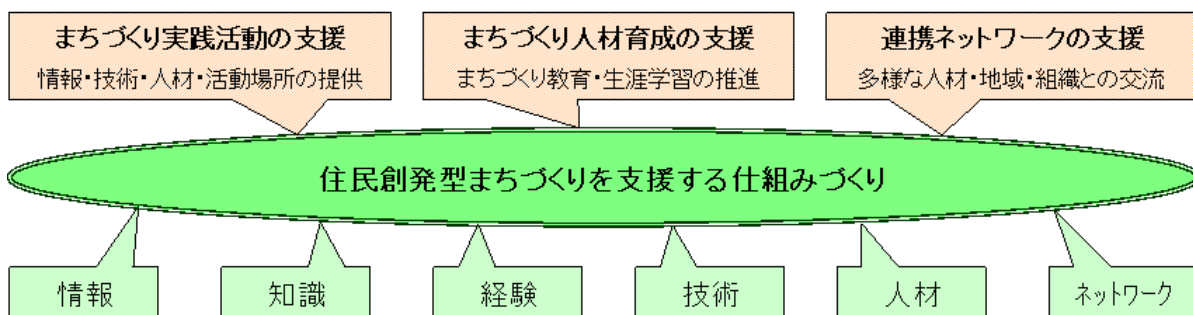 まちづくり実践活動の支援
情報・技術・人材・活動場所の提供
まちづくり人材育成の支援
まちづくり教育・生涯学習の推進
連携ネットワークの支援
多様な人材・地域・組織との交流
住民創発型まちづくりを支援する仕組みづくり
情報
知識
経験
技術
人材
ネットワーク